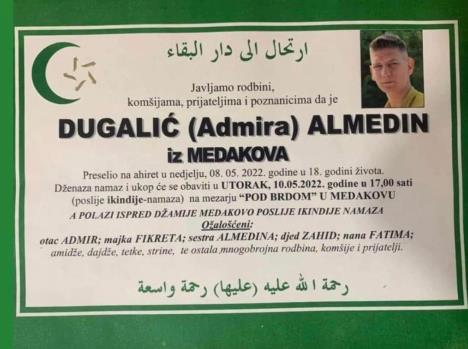 ارتحال الى دار البقاء
Javljamo rodbini,
komšijama, prijateljima i poznanicima da je
DUGALIĆ (Admira) ALMEDIN
iz MEDAKOVA
Preselio na ahiret u nedjelju, 08. 05. 2022. godine u 18. godini života.
Dženaza namaz i ukop će se obaviti u UTORAK, 10.05.2022. godine u 17,00 sati
(poslije ikindije-namaza) na mezarju “POD BRDOM” U MEDAKOVU
A POLAZI ISPRED DŽAMIJE MEDAKOVO POSLIJE IKINDIJE NAMAZA
Ožalošćeni:
otac ADMIR; majka FIKRETA; sestra ALMEDINA; djed ZAHID; nana FATIMA;
amidže, dajdže, tetke, strine, te ostala mnogobrojna rodbina, komšije i prijatelji.
رحمة الله عليه (عليها) رحمة واسعة